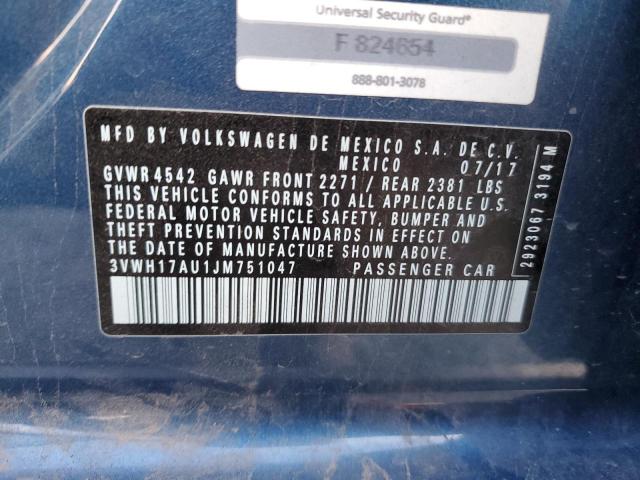 Universal Security Guard®
F 824654
888-801-3078
MFD BY VOLKSWAGEN DE MEXICO S.A. DE C.V.
MEXICO 07/17
GVWR 4542 GAWR FRONT 2271 / REAR 2381 LBS
THIS VEHICLE CONFORMS TO ALL APPLICABLE U.S.
FEDERAL MOTOR VEHICLE SAFETY, BUMPER AND
THEFT PREVENTION STANDARDS IN EFFECT ON
THE DATE OF MANUFACTURE SHOWN ABOVE.
3VWH17AU1JM751047 PASSENGER CAR
2923067 3194 M